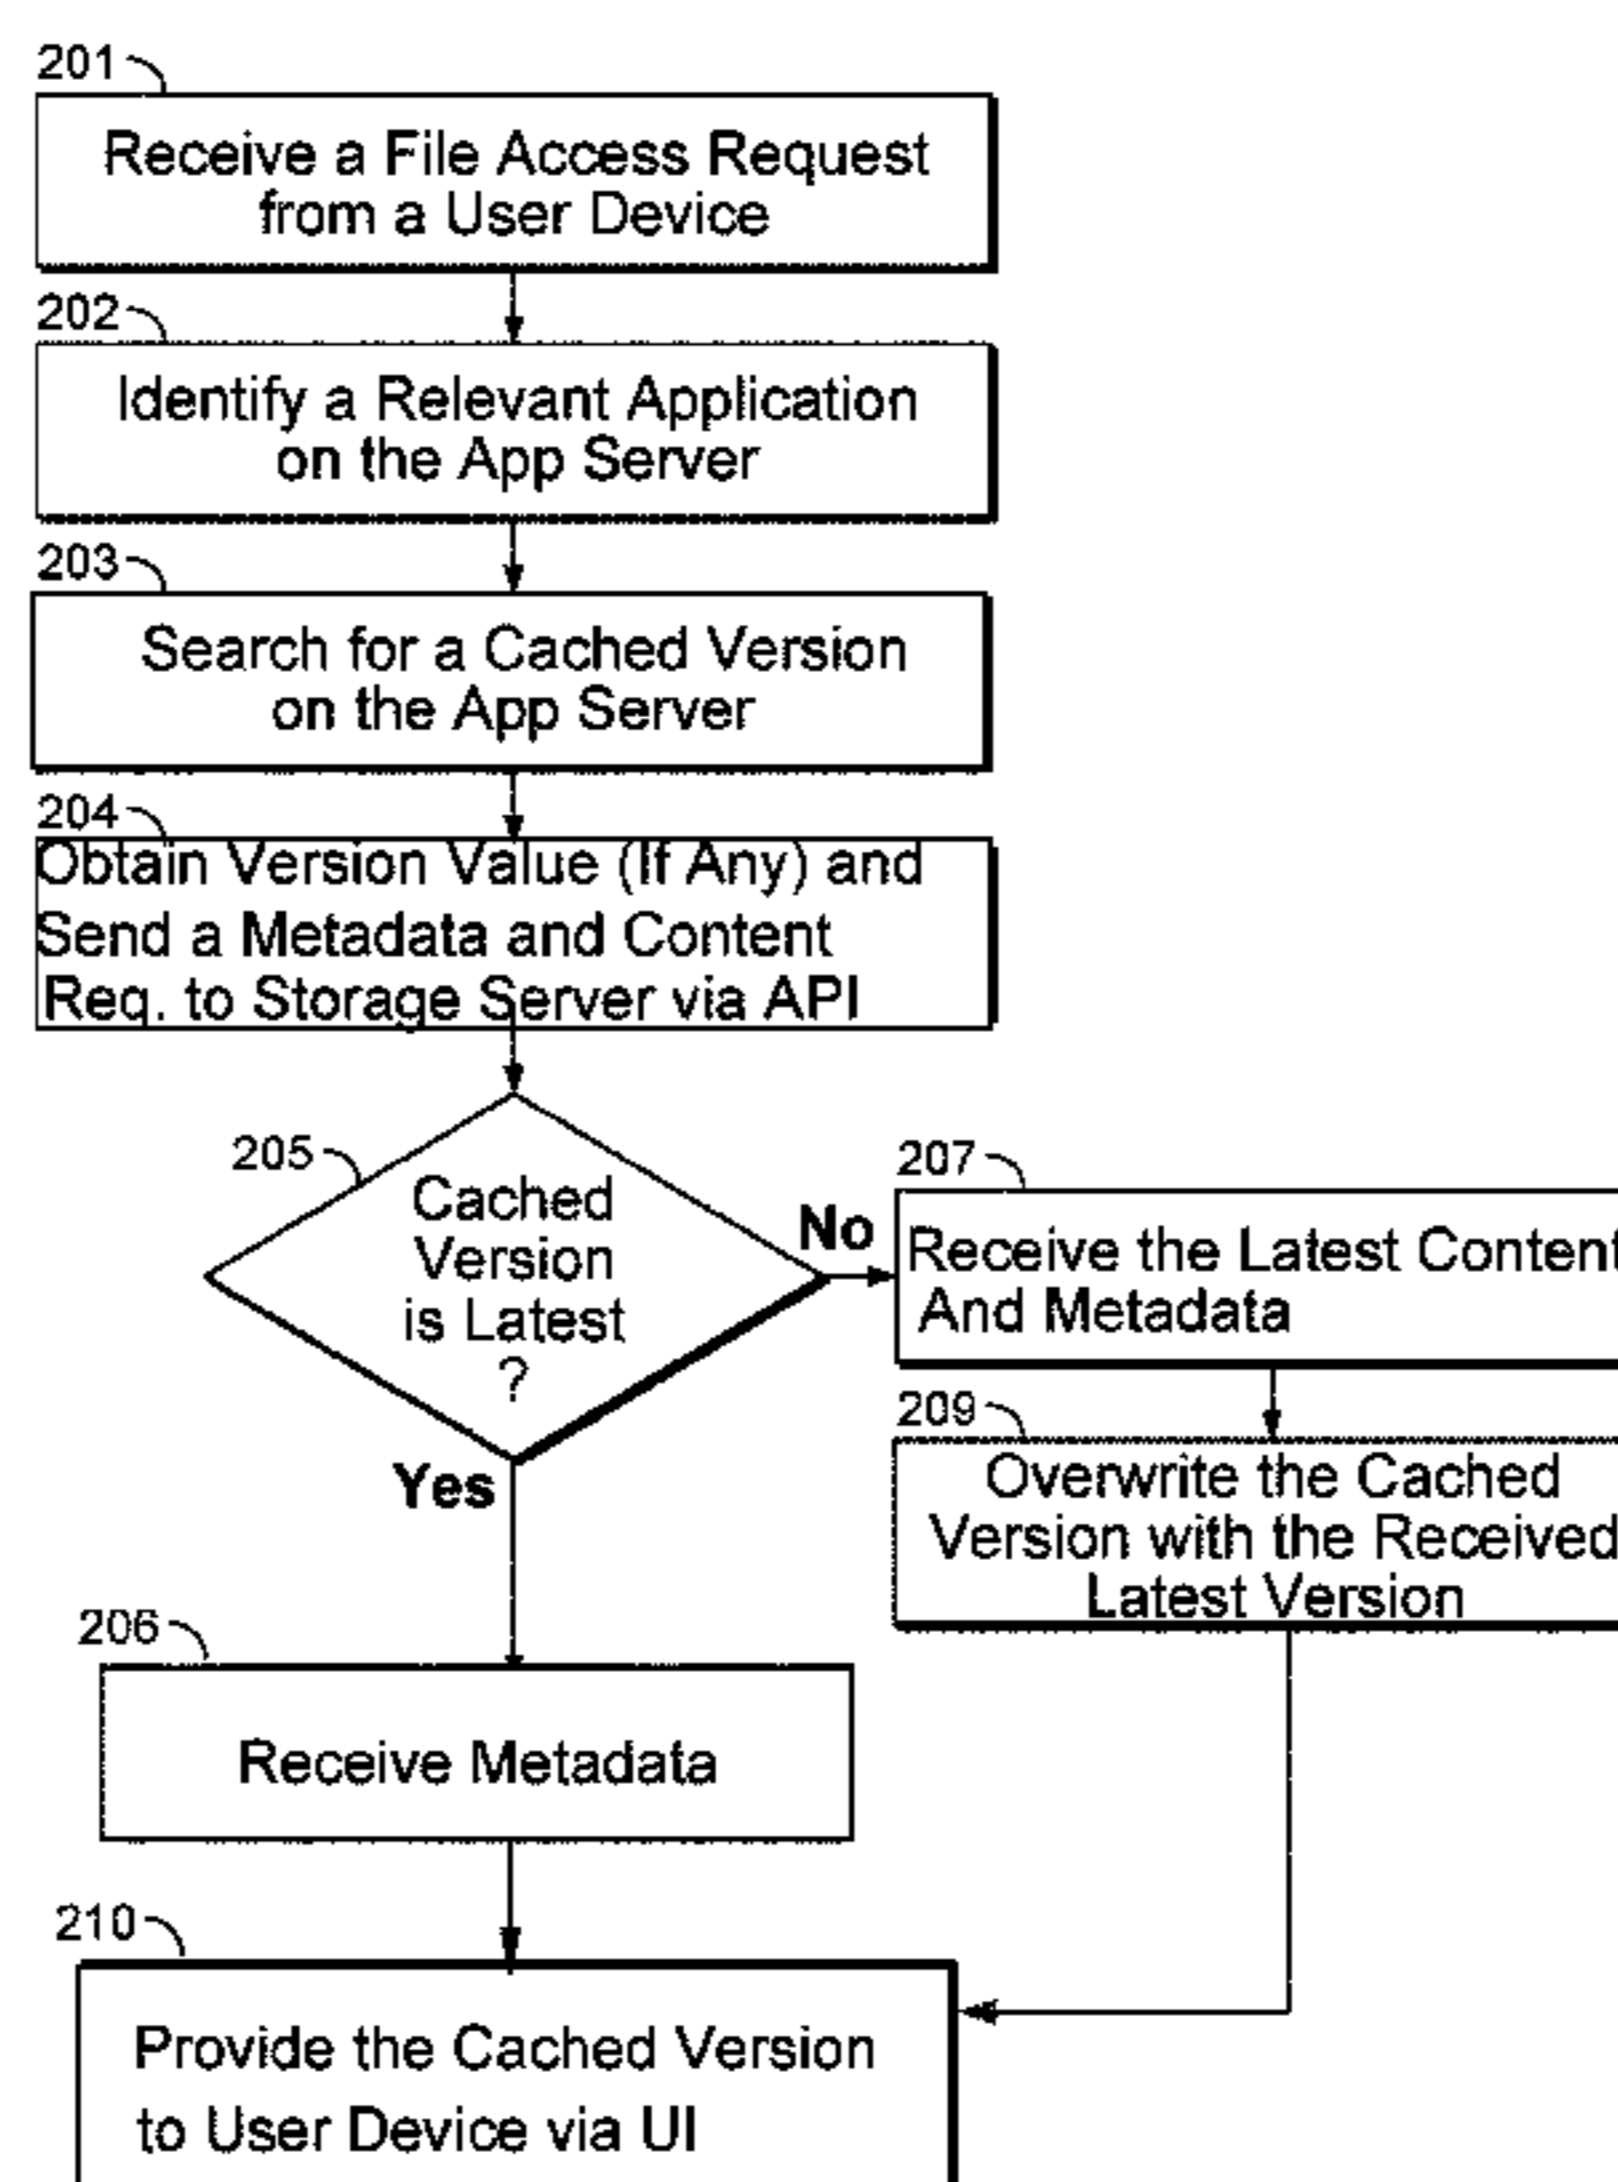 201
Receive a File Access Request
from a User Device
202
Identify a Relevant Application
on the App Server
203
Search for a Cached Version
on the App Server
204
Obtain Version Value (If Any) and
Send a Metadata and Content
Req. to Storage Server via API
205
Cached
Version
is Latest
?
No
Yes
207
Receive the Latest Content
And Metadata
209
Overwrite the Cached
Version with the Received
Latest Version
206
Receive Metadata
210
Provide the Cached Version
to User Device via UI